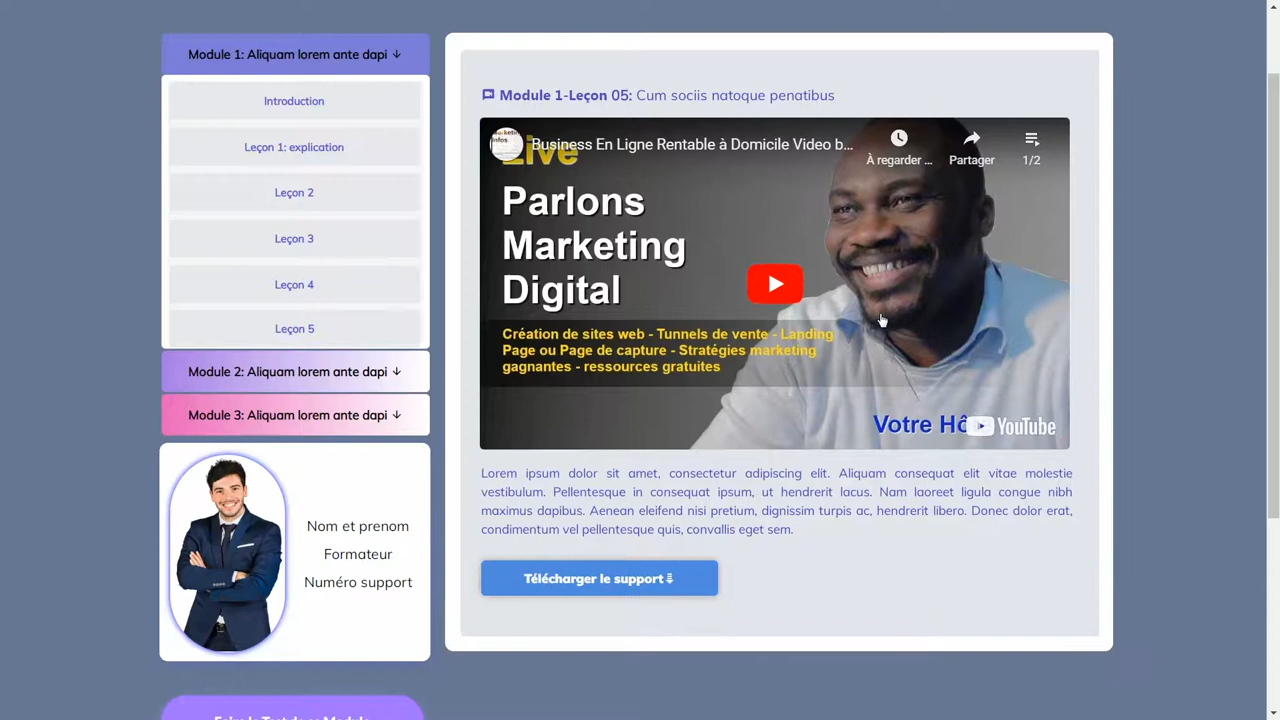 Module 1: Aliquam lorem ante dapi ↓
Introduction
Leçon 1: explication
Leçon 2
Leçon 3
Leçon 4
Leçon 5
Module 2: Aliquam lorem ante dapi ↓
Module 3: Aliquam lorem ante dapi ↓
Nom et prenom
Formateur
Numéro support
Module 1-Leçon 05: Cum sociis natoque penatibus
Live
Business En Ligne Rentable à Domicile Video b...
À regarder ...
Partager
1/2
Parlons
Marketing
Digital
Création de sites web - Tunnels de vente - Landing
Page ou Page de capture - Stratégies marketing
gagnantes - ressources gratuites
Votre Hô
YouTube
Lorem ipsum dolor sit amet, consectetur adipiscing elit. Aliquam consequat elit vitae molestie
vestibulum. Pellentesque in consequat ipsum, ut hendrerit lacus. Nam laoreet ligula congue nibh
maximus dapibus. Aenean eleifend nisi pretium, dignissim turpis ac, hendrerit libero. Donec dolor erat,
condimentum vel pellentesque quis, convallis eget sem.
Télécharger le support